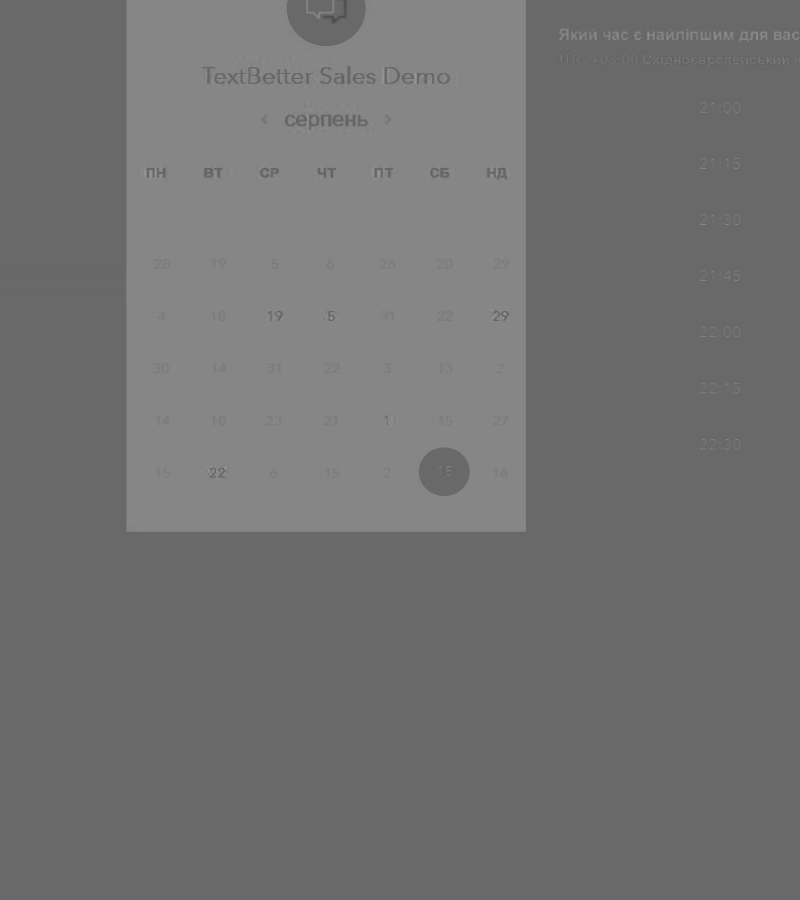 TextBetter Sales Demo
серпень
ПН ВТ СР ЧТ ПТ СБ НД
28 19 5 6 26 20 29
4 18 19 5 31 22 29
30 14 31 22 3 13 2
14 10 23 21 1 15 27
15 22 6 15 2 15 16
Який час є найліпшим для вас
UTC +03:00 Східноєвропейський ч
21:00
21:15
21:30
21:45
22:00
22:15
22:30